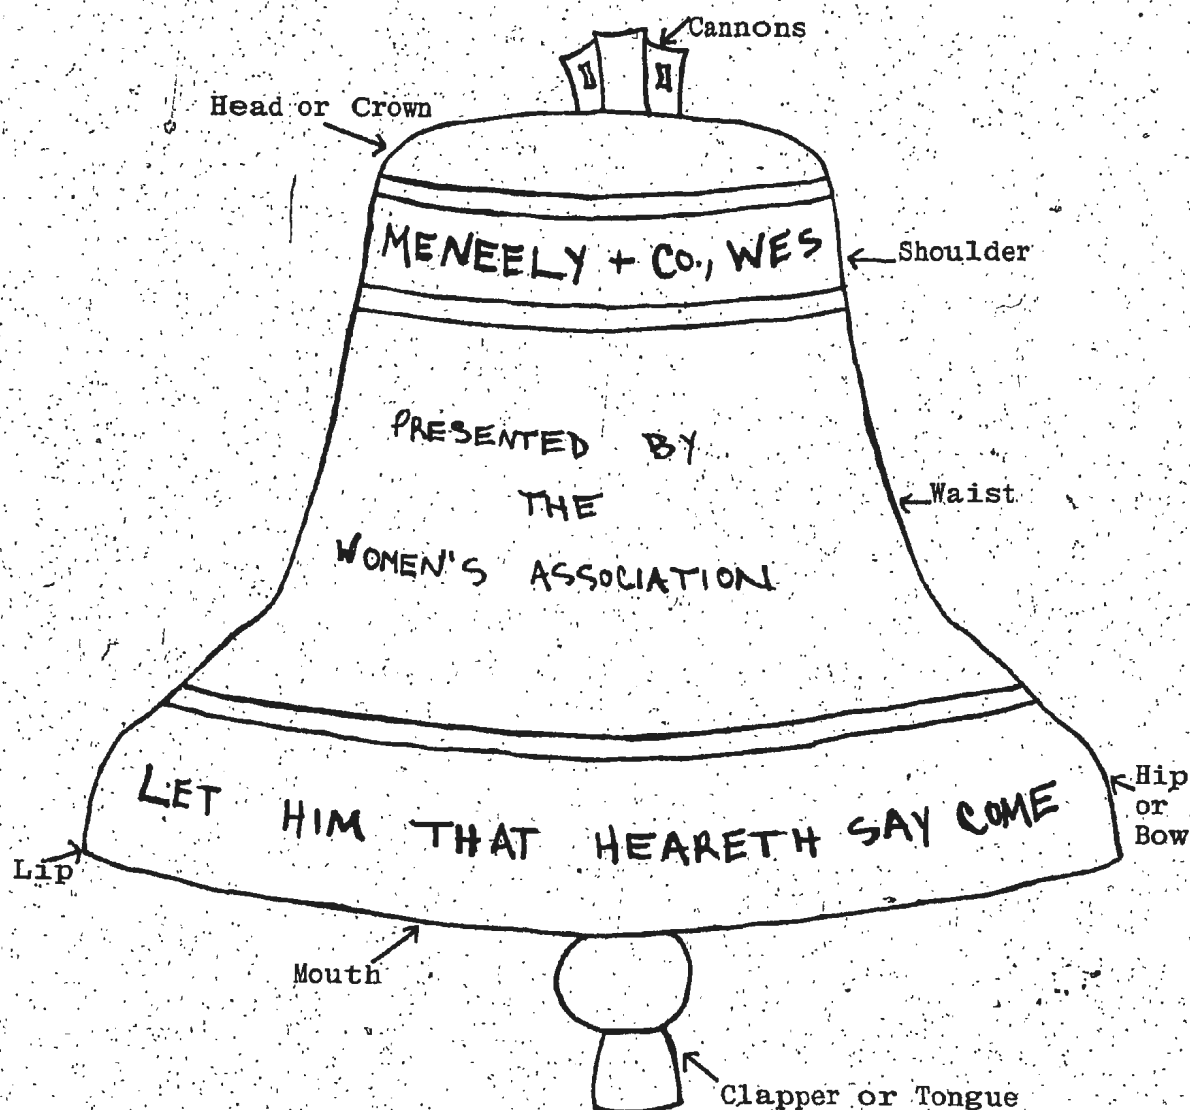 Cannons
Head or Crown
MENEELY + CO., WES
Shoulder
PRESENTED BY
THE
Waist
WOMEN'S ASSOCIATION
LET HIM THAT HEARETH SAY COME
Hip
or
Bow
Lip
Mouth
Clapper or Tongue